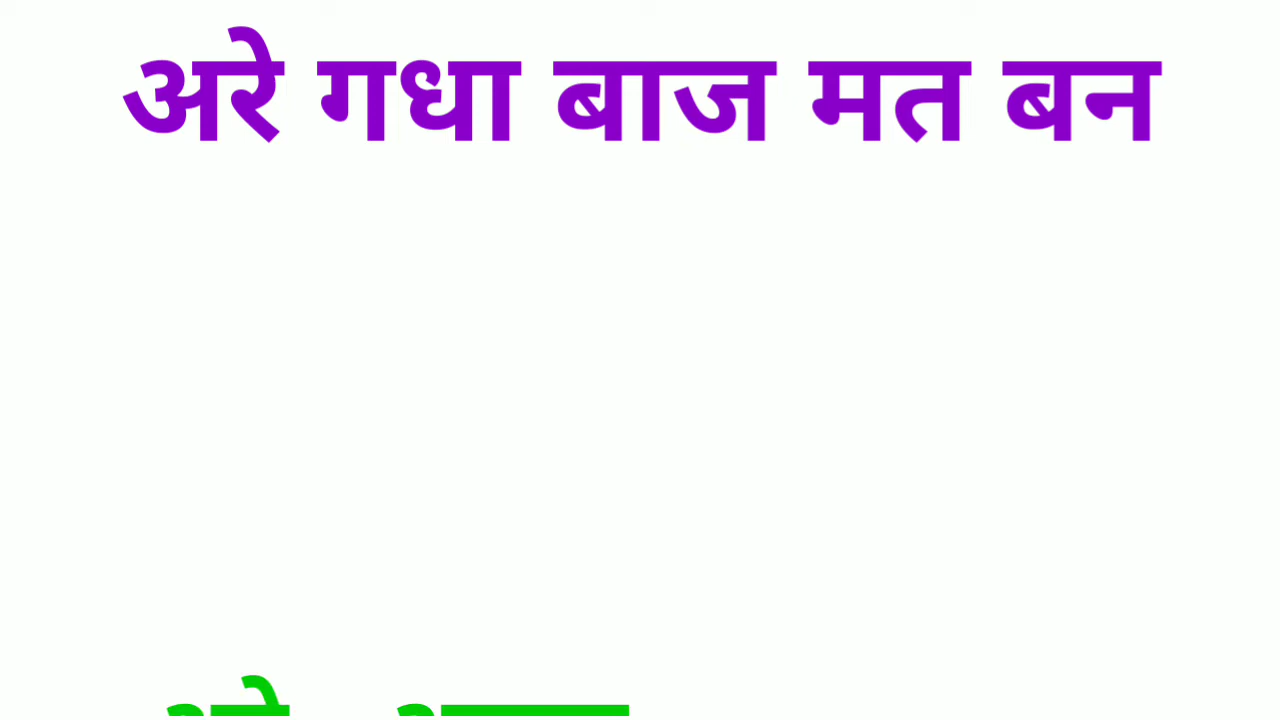 अरे गधा बाज मत बन